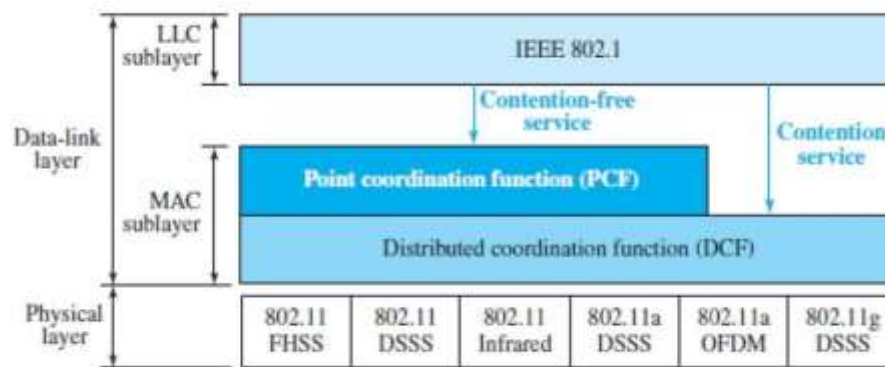 LLC
sublayer
IEEE 802.1
Contention-free
service
Contention
service
Data-link
layer
Point coordination function (PCF)
MAC
sublayer
Distributed coordination function (DCF)
Physical
layer
802.11
FHSS
802.11
DSSS
802.11
Infrared
802.11a
DSSS
802.11a
OFDM
802.11g
DSSS